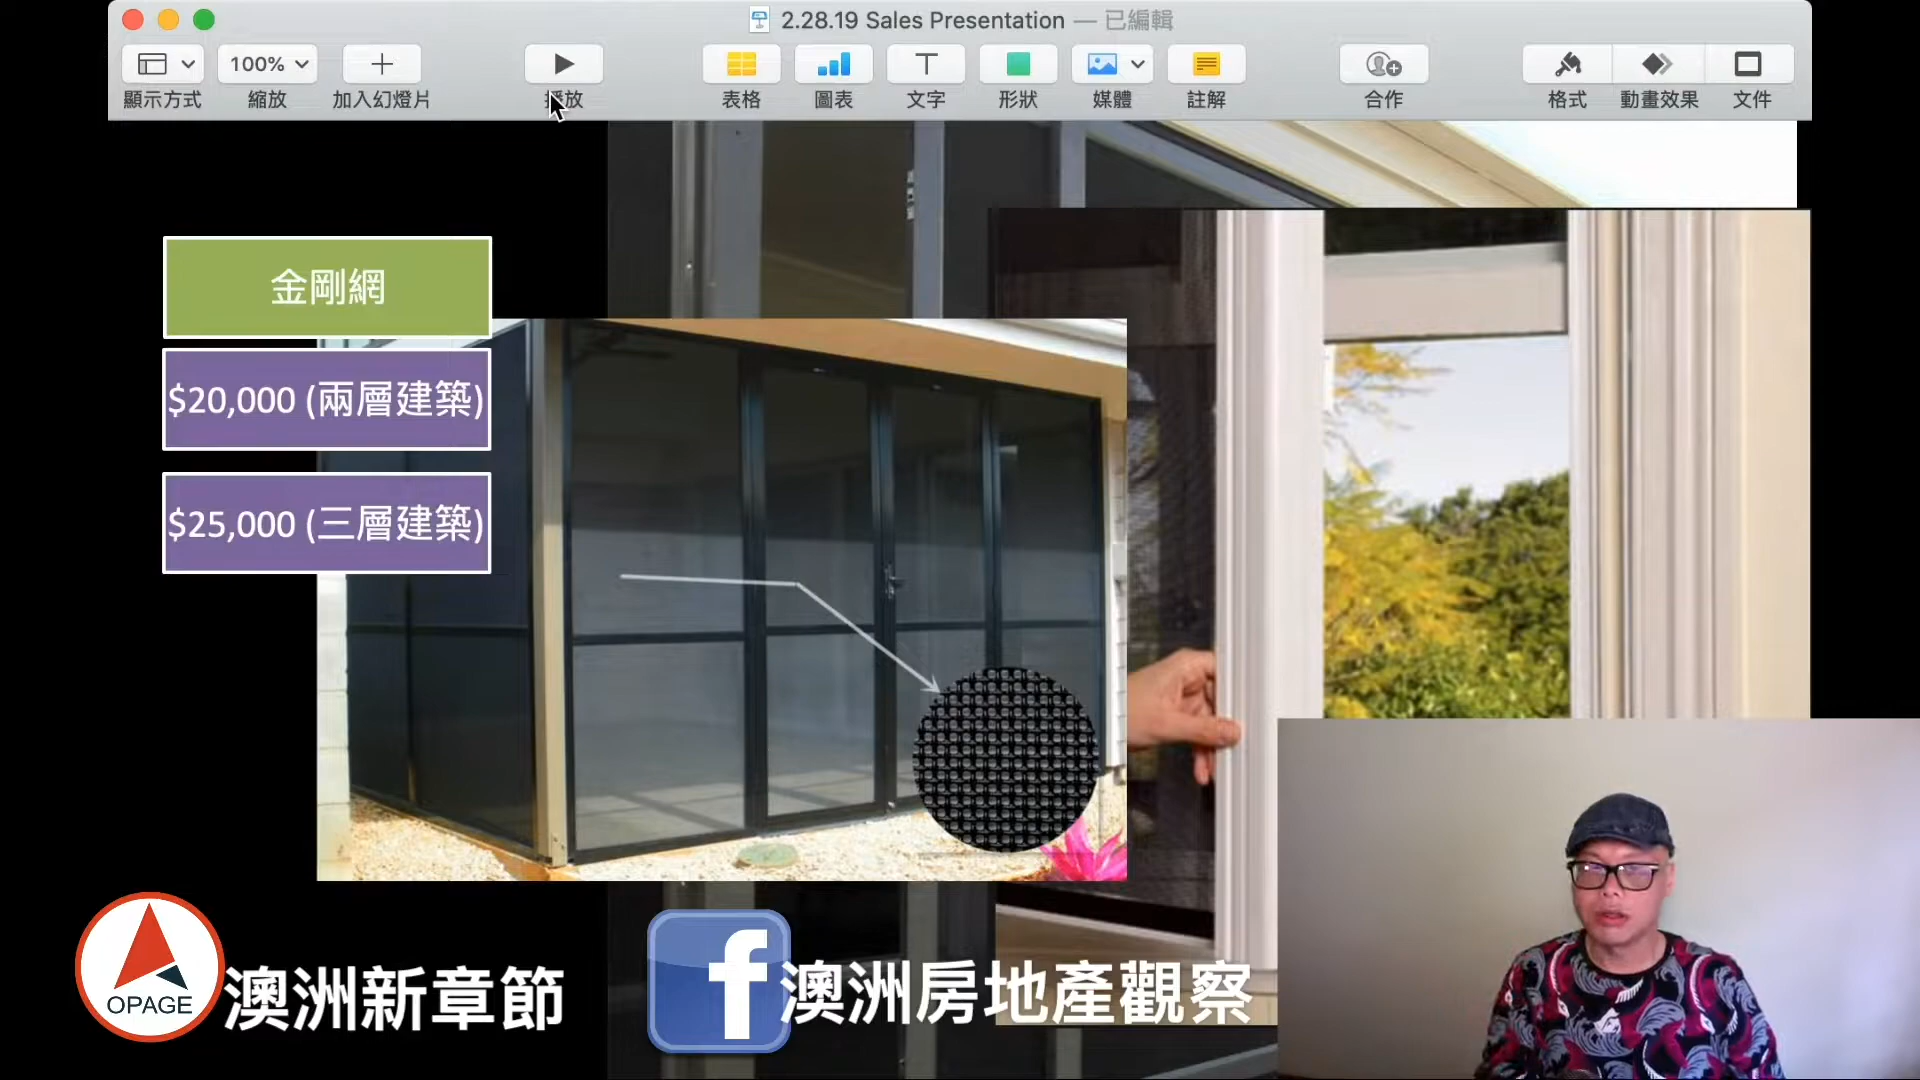 2.28.19 Sales Presentation — 已編輯
100%
顯示方式 縮放 加入幻燈片 播放 表格 圖表 文字 形狀 媒體 註解 合作 格式 動畫效果 文件
金剛網
$20,000 (兩層建築)
$25,000 (三層建築)
OPAGE
澳洲新章節
f 澳洲房地產觀察